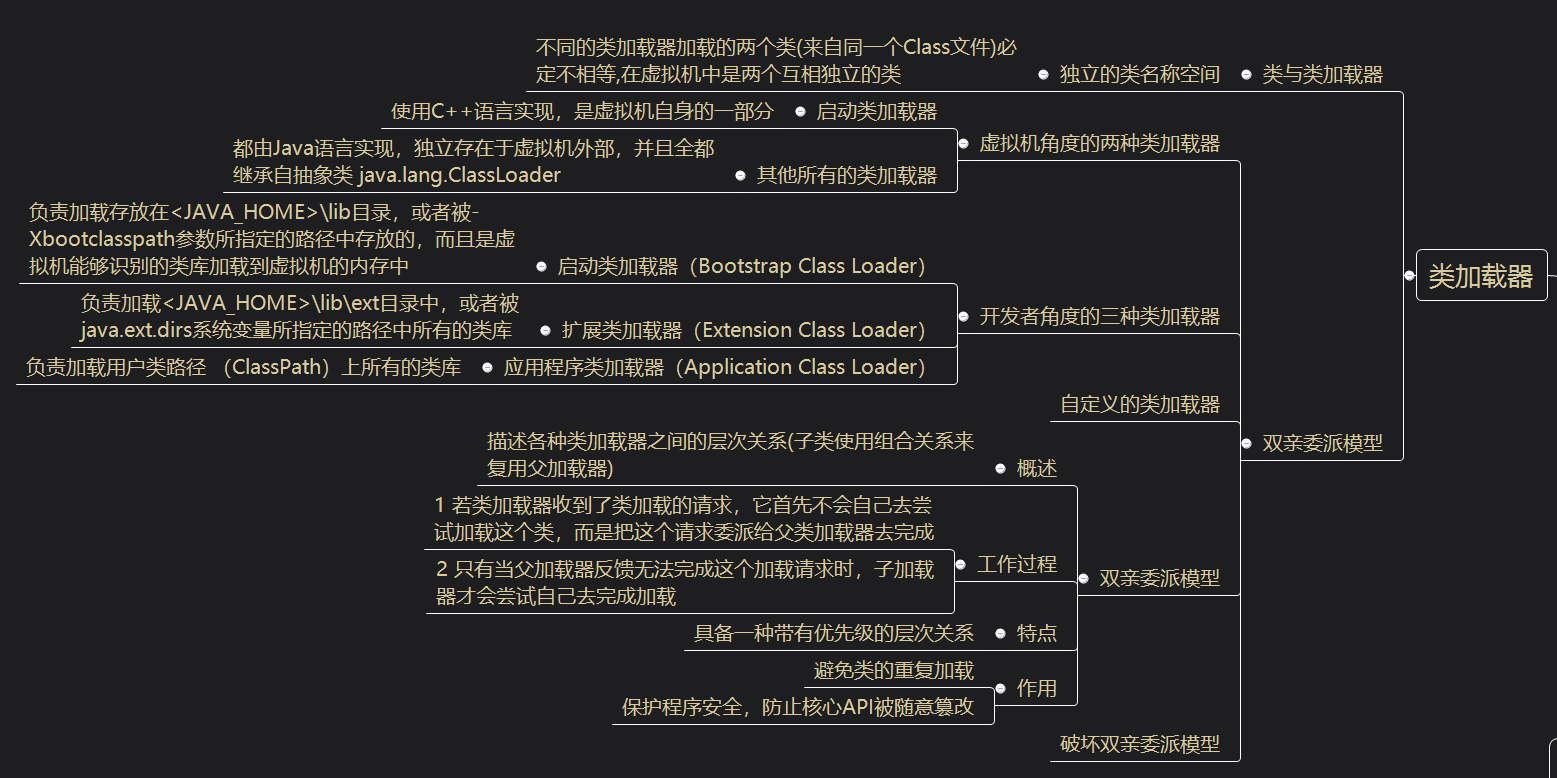 类加载器
类与类加载器
独立的类名称空间
不同的类加载器加载的两个类(来自同一个Class文件)必
定不相等,在虚拟机中是两个互相独立的类
双亲委派模型
虚拟机角度的两种类加载器
启动类加载器
使用C++语言实现，是虚拟机自身的一部分
其他所有的类加载器
都由Java语言实现，独立存在于虚拟机外部，并且全都
继承自抽象类 java.lang.ClassLoader
开发者角度的三种类加载器
启动类加载器（Bootstrap Class Loader）
负责加载存放在<JAVA_HOME>\lib目录，或者被-
Xbootclasspath参数所指定的路径中存放的，而且是虚
拟机能够识别的类库加载到虚拟机的内存中
扩展类加载器（Extension Class Loader）
负责加载<JAVA_HOME>\lib\ext目录中，或者被
java.ext.dirs系统变量所指定的路径中所有的类库
应用程序类加载器（Application Class Loader）
负责加载用户类路径 （ClassPath）上所有的类库
自定义的类加载器
双亲委派模型
概述
描述各种类加载器之间的层次关系(子类使用组合关系来
复用父加载器)
工作过程
1 若类加载器收到了类加载的请求，它首先不会自己去尝
试加载这个类，而是把这个请求委派给父类加载器去完成
2 只有当父加载器反馈无法完成这个加载请求时，子加载
器才会尝试自己去完成加载
特点
具备一种带有优先级的层次关系
作用
避免类的重复加载
保护程序安全，防止核心API被随意篡改
破坏双亲委派模型